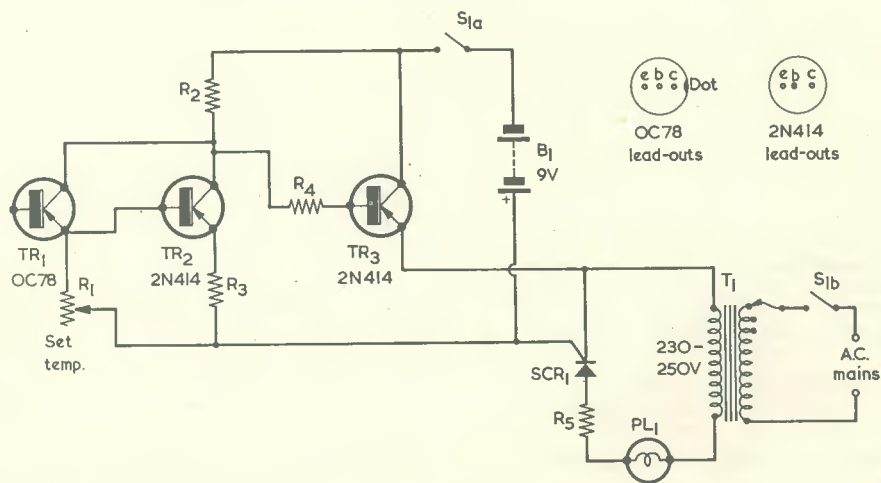 S1a
R2
e b c
Dot
OC78
lead-outs
e b c
2N414
lead-outs
B1
9V
+
R4
TR1
OC78
TR2
2N414
TR3
2N414
R1
R3
Set
temp.
T1
S1b
230-
250V
A.C.
mains
SCR1
R5
PL1